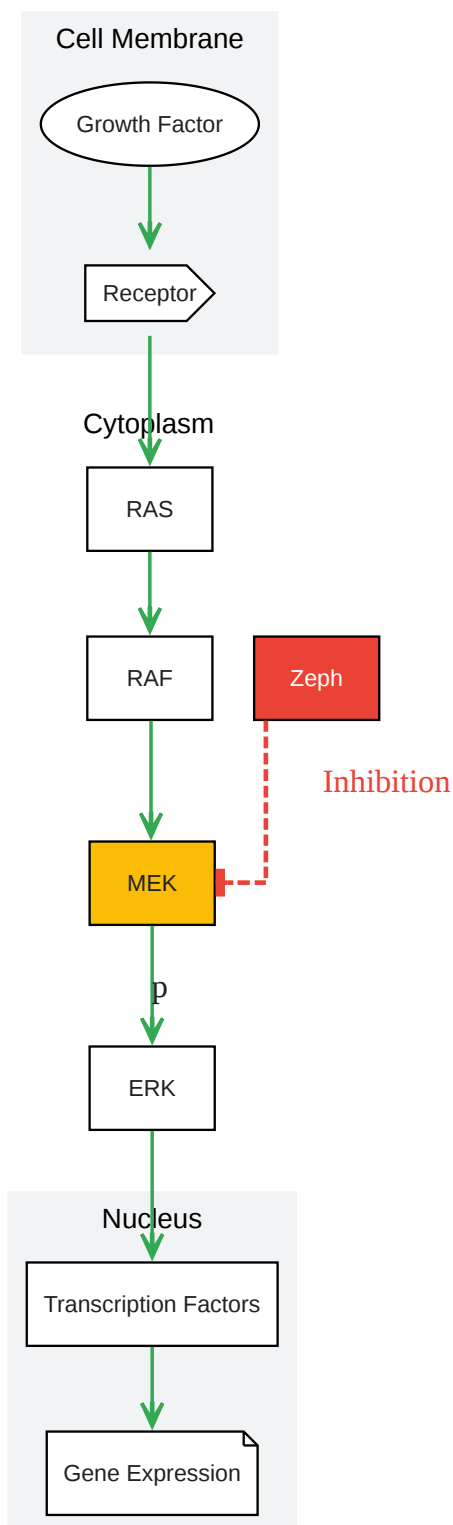 Cell Membrane
Growth Factor
Receptor
Cytoplasm
RAS
RAF
Zeph
Inhibition
MEK
p
ERK
Nucleus
Transcription Factors
Gene Expression